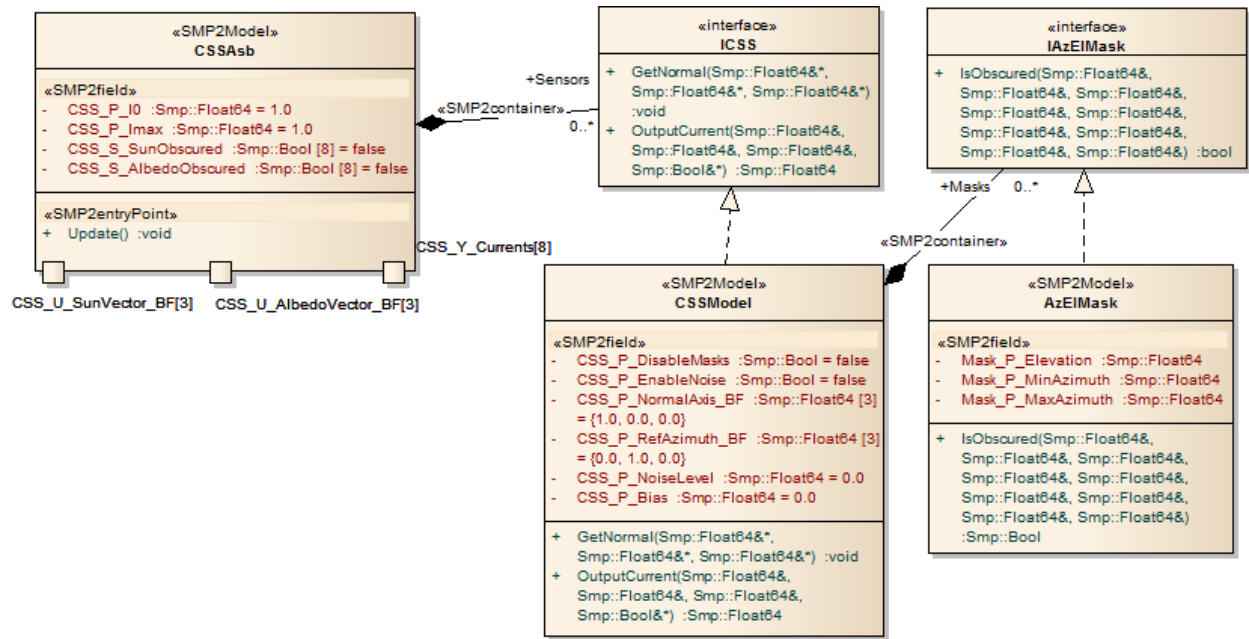 «SMP2Model»
CSSAsb
«SMP2field»
- CSS_P_I0 :Smp::Float64 = 1.0
- CSS_P_Imax :Smp::Float64 = 1.0
- CSS_S_SunObscured :Smp::Bool [8] = false
- CSS_S_AlbedoObscured :Smp::Bool [8] = false
«SMP2entryPoint»
+ Update() :void
CSS_Y_Currents[8]
CSS_U_SunVector_BF[3]
CSS_U_AlbedoVector_BF[3]
+Sensors
«SMP2container»
0..*
«interface»
ICSS
+ GetNormal(Smp::Float64&*,
Smp::Float64&*, Smp::Float64&*)
:void
+ OutputCurrent(Smp::Float64&,
Smp::Float64&, Smp::Float64&,
Smp::Bool&*) :Smp::Float64
«interface»
IAzElMask
+ IsObscured(Smp::Float64&,
Smp::Float64&, Smp::Float64&,
Smp::Float64&, Smp::Float64&,
Smp::Float64&, Smp::Float64&,
Smp::Float64&, Smp::Float64&) :bool
+Masks 0..*
«SMP2container»
«SMP2Model»
CSSModel
«SMP2field»
- CSS_P_DisableMasks :Smp::Bool = false
- CSS_P_EnableNoise :Smp::Bool = false
- CSS_P_NormalAxis_BF :Smp::Float64 [3]
= {1.0, 0.0, 0.0}
- CSS_P_RefAzimuth_BF :Smp::Float64 [3]
= {0.0, 1.0, 0.0}
- CSS_P_NoiseLevel :Smp::Float64 = 0.0
- CSS_P_Bias :Smp::Float64 = 0.0
+ GetNormal(Smp::Float64&*,
Smp::Float64&*, Smp::Float64&*) :void
+ OutputCurrent(Smp::Float64&,
Smp::Float64&, Smp::Float64&,
Smp::Bool&*) :Smp::Float64
«SMP2Model»
AzElMask
«SMP2field»
- Mask_P_Elevation :Smp::Float64
- Mask_P_MinAzimuth :Smp::Float64
- Mask_P_MaxAzimuth :Smp::Float64
+ IsObscured(Smp::Float64&,
Smp::Float64&, Smp::Float64&,
Smp::Float64&, Smp::Float64&,
Smp::Float64&, Smp::Float64&,
Smp::Float64&, Smp::Float64&)
:Smp::Bool